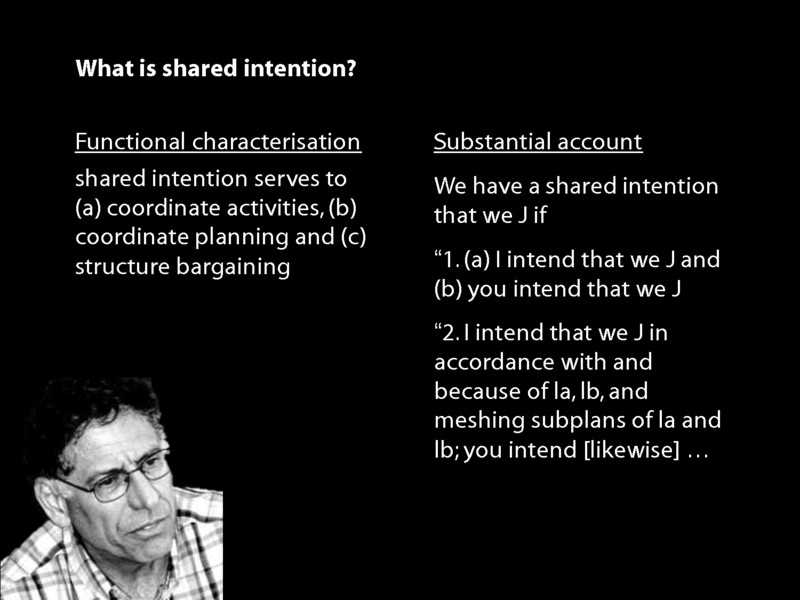 What is shared intention?
Functional characterisation
shared intention serves to
(a) coordinate activities, (b)
coordinate planning and (c)
structure bargaining
Substantial account
We have a shared intention
that we J if
“1. (a) I intend that we J and
(b) you intend that we J
“2. I intend that we J in
accordance with and
because of la, lb, and
meshing subplans of la and
lb; you intend [likewise] …